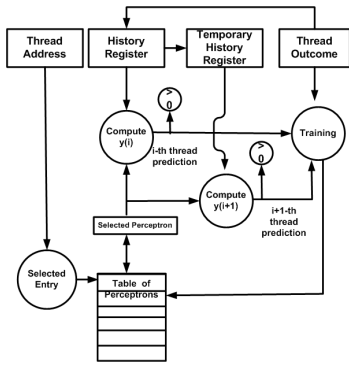 Thread
Address
History
Register
Temporary
History
Register
Thread
Outcome
> 0
Compute
y(i)
i-th thread
prediction
> 0
Training
Compute
y(i+1)
i+1-th
thread
prediction
Selected Perceptron
Selected
Entry
Table of
Perceptrons